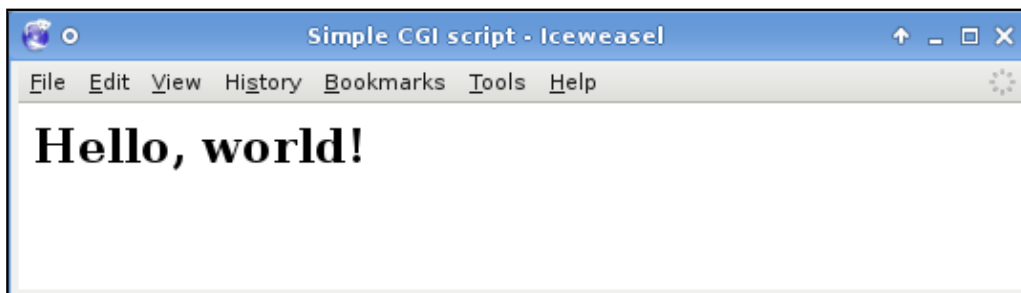 Simple CGI script - Iceweasel
File Edit View History Bookmarks Tools Help
Hello, world!